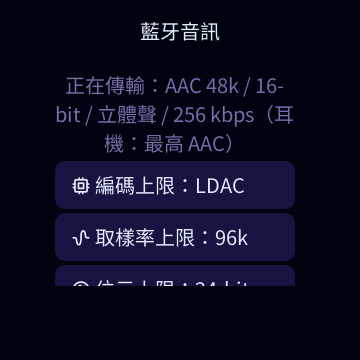 藍牙音訊
正在傳輸：AAC 48k / 16-
bit / 立體聲 / 256 kbps（耳
機：最高 AAC）
編碼上限：LDAC
取樣率上限：96k